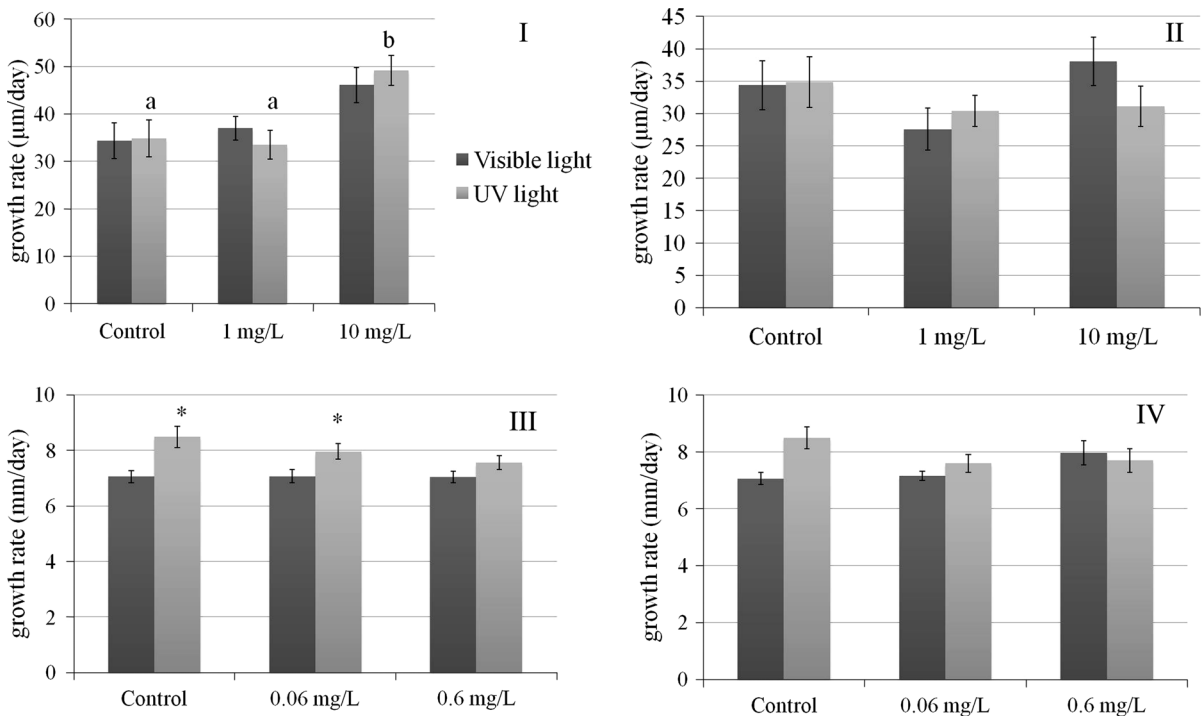 I
growth rate (μm/day)
60
50
40
30
20
10
0
a
a
b
Control
1 mg/L
10 mg/L
Visible light
UV light
II
growth rate (μm/day)
45
40
35
30
25
20
15
10
5
0
Control
1 mg/L
10 mg/L
III
growth rate (mm/day)
10
8
6
4
2
0
*
*
Control
0.06 mg/L
0.6 mg/L
IV
growth rate (mm/day)
10
8
6
4
2
0
Control
0.06 mg/L
0.6 mg/L